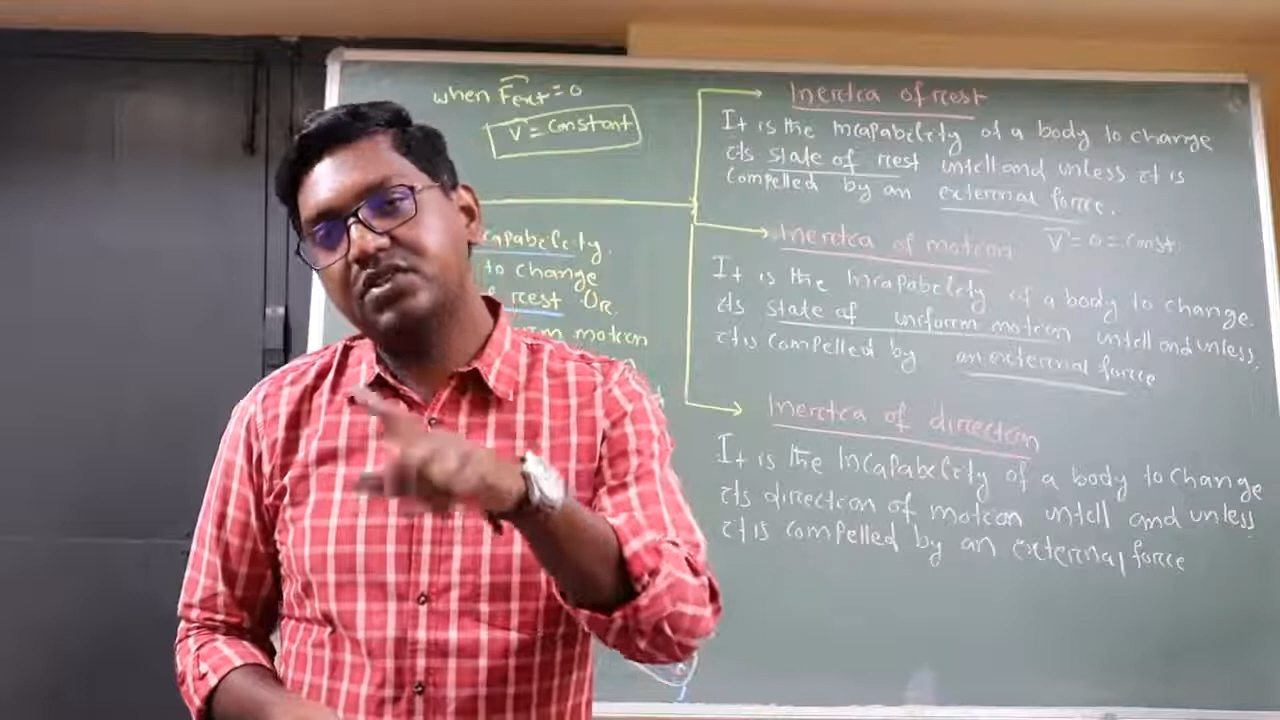 when Fext = 0
V = constant
capability
to change
rest Or
motion
Inertia of rest
It is the incapability of a body to change
its state of rest untill and unless it is
compelled by an external force.
Inertia of motion V = 0 = const.
It is the Incapability of a body to change
its state of uniform motion untill and unless
it is compelled by an external force
Inertia of direction
It is the Incapability of a body to change
its direction of motion untill and unless
it is compelled by an external force